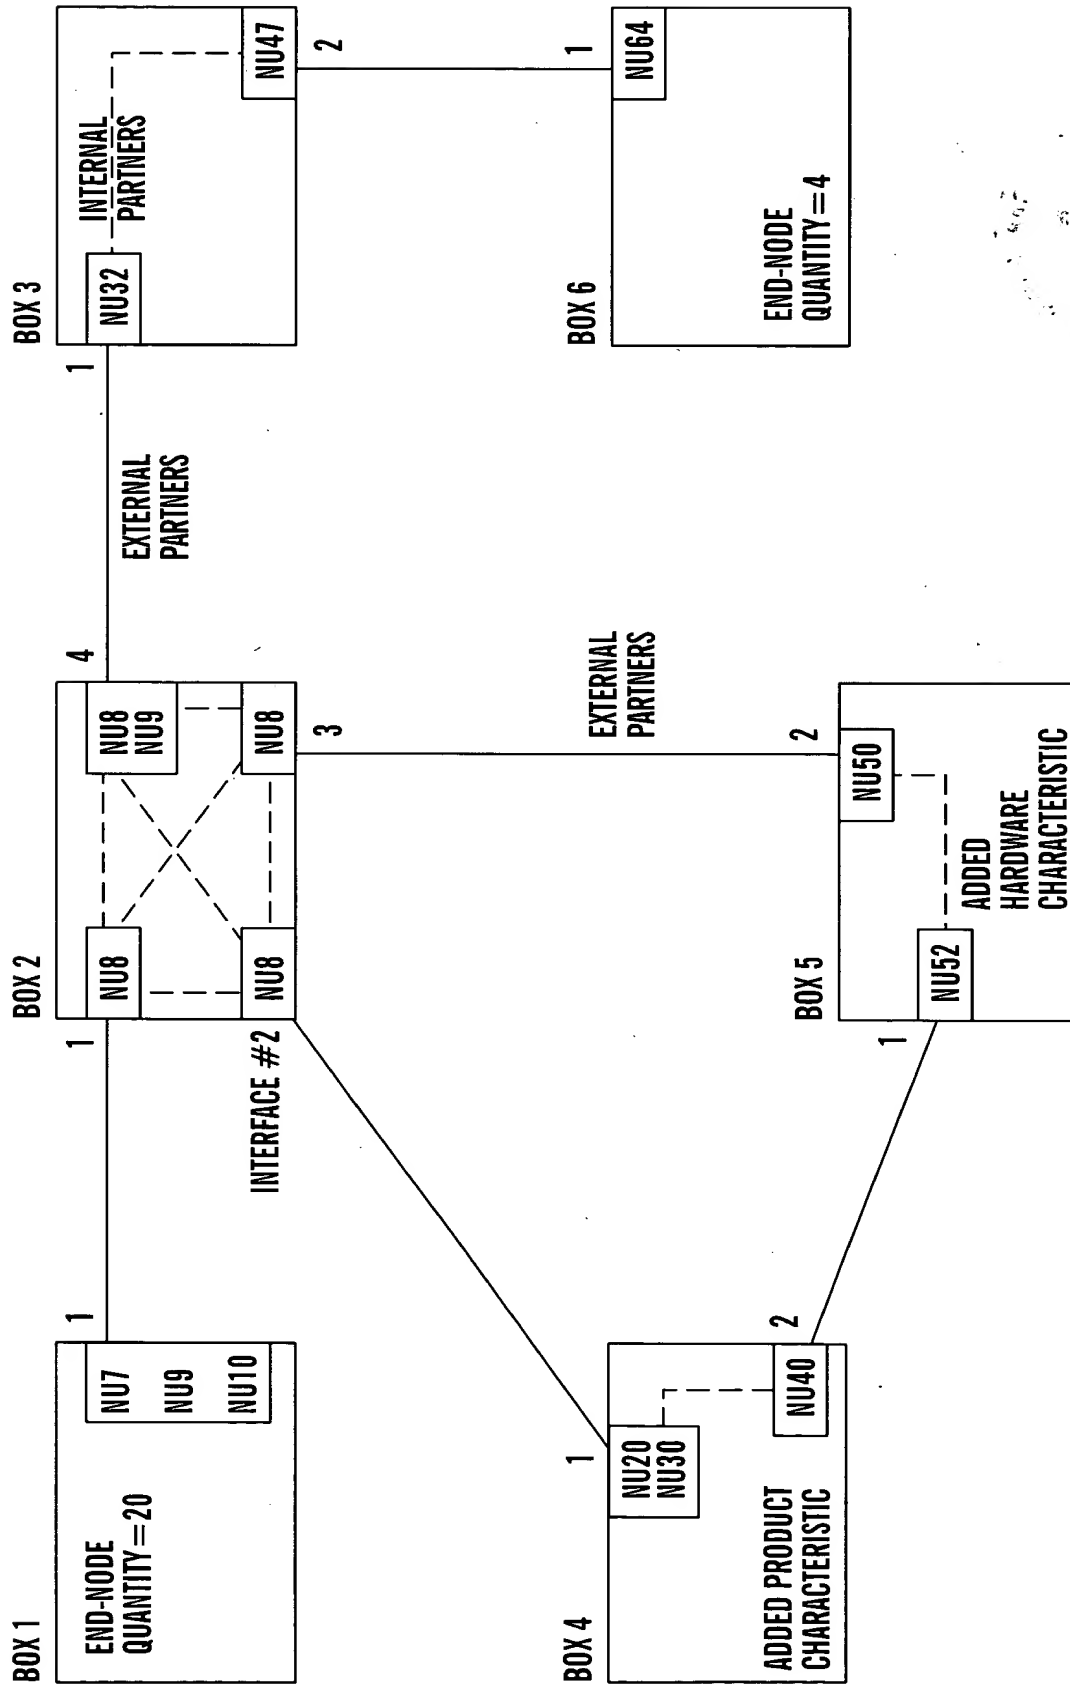 BOX 1
END-NODE
QUANTITY=20
NU7
NU9
NU10
1
1
BOX 2
NU8
NU8
NU9
NU8
NU8
INTERFACE #2
4
3
EXTERNAL
PARTNERS
1
BOX 3
NU32
INTERNAL
PARTNERS
NU47
2
BOX 4
1
NU20
NU30
NU40
2
ADDED PRODUCT
CHARACTERISTIC
EXTERNAL
PARTNERS
BOX 5
1
NU52
2
NU50
ADDED
HARDWARE
CHARACTERISTIC
BOX 6
1
NU64
END-NODE
QUANTITY=4